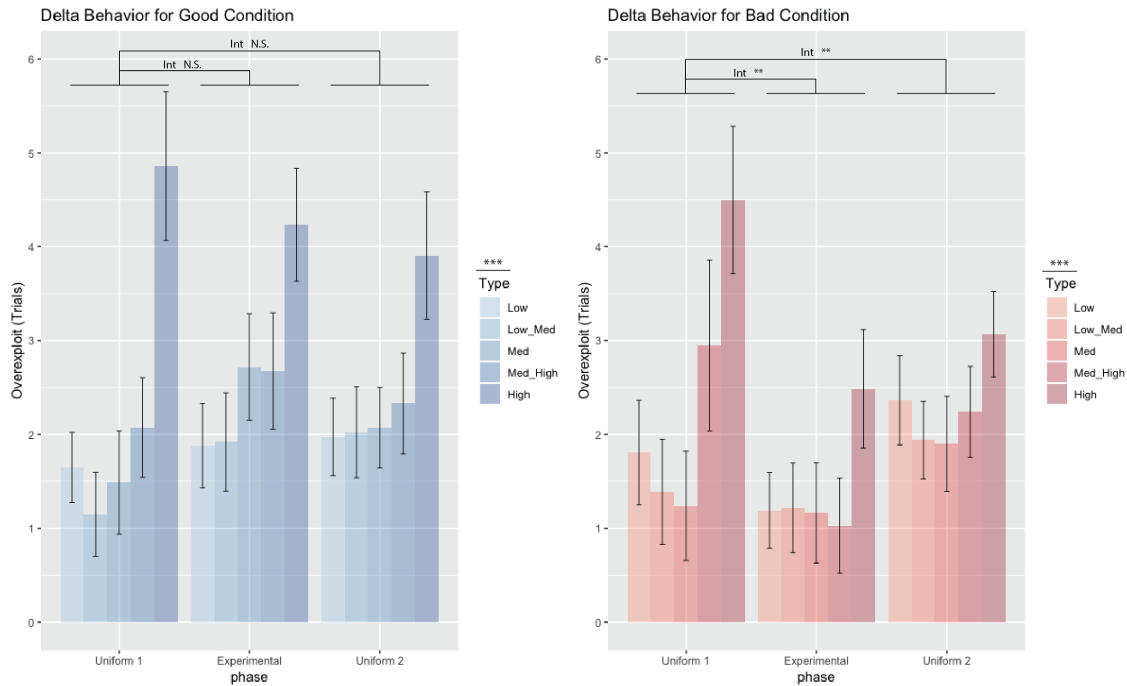 Delta Behavior for Good Condition
Int N.S.
Int N.S.
6
5
4
3
2
1
0
Overexploit (Trials)
Uniform 1
Experimental
Uniform 2
phase
***
Type
Low
Low_Med
Med
Med_High
High
Delta Behavior for Bad Condition
Int **
Int **
6
5
4
3
2
1
0
Overexploit (Trials)
Uniform 1
Experimental
Uniform 2
phase
***
Type
Low
Low_Med
Med
Med_High
High